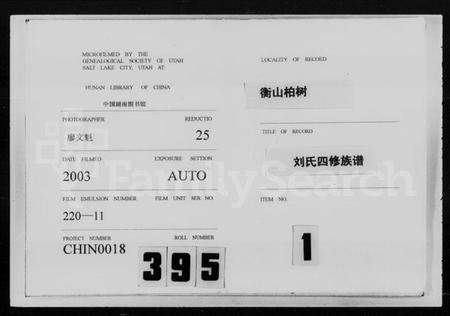 MICROFILMED BY THE
GENEALOGICAL SOCIETY OF UTAH
SALT LAKE CITY, UTAH AT:
HUNAN LIBRARY OF CHINA
中国湖南图书馆
PHOTOGRAPHER REDUCTIO
廖文魁 25
DATE FILMED EXPOSURE SETTION
2003 AUTO
FILM EMULSION NUMBER FILM UNIT SER. NO.
220—11
PROJECT NUMBER ROLL NUMBER
CHIN0018 395
LOCALITY OF RECOED
衡山柏树
TITLE OF RECORD
刘氏四修族谱
ITEM NO.
1
FamilySearch